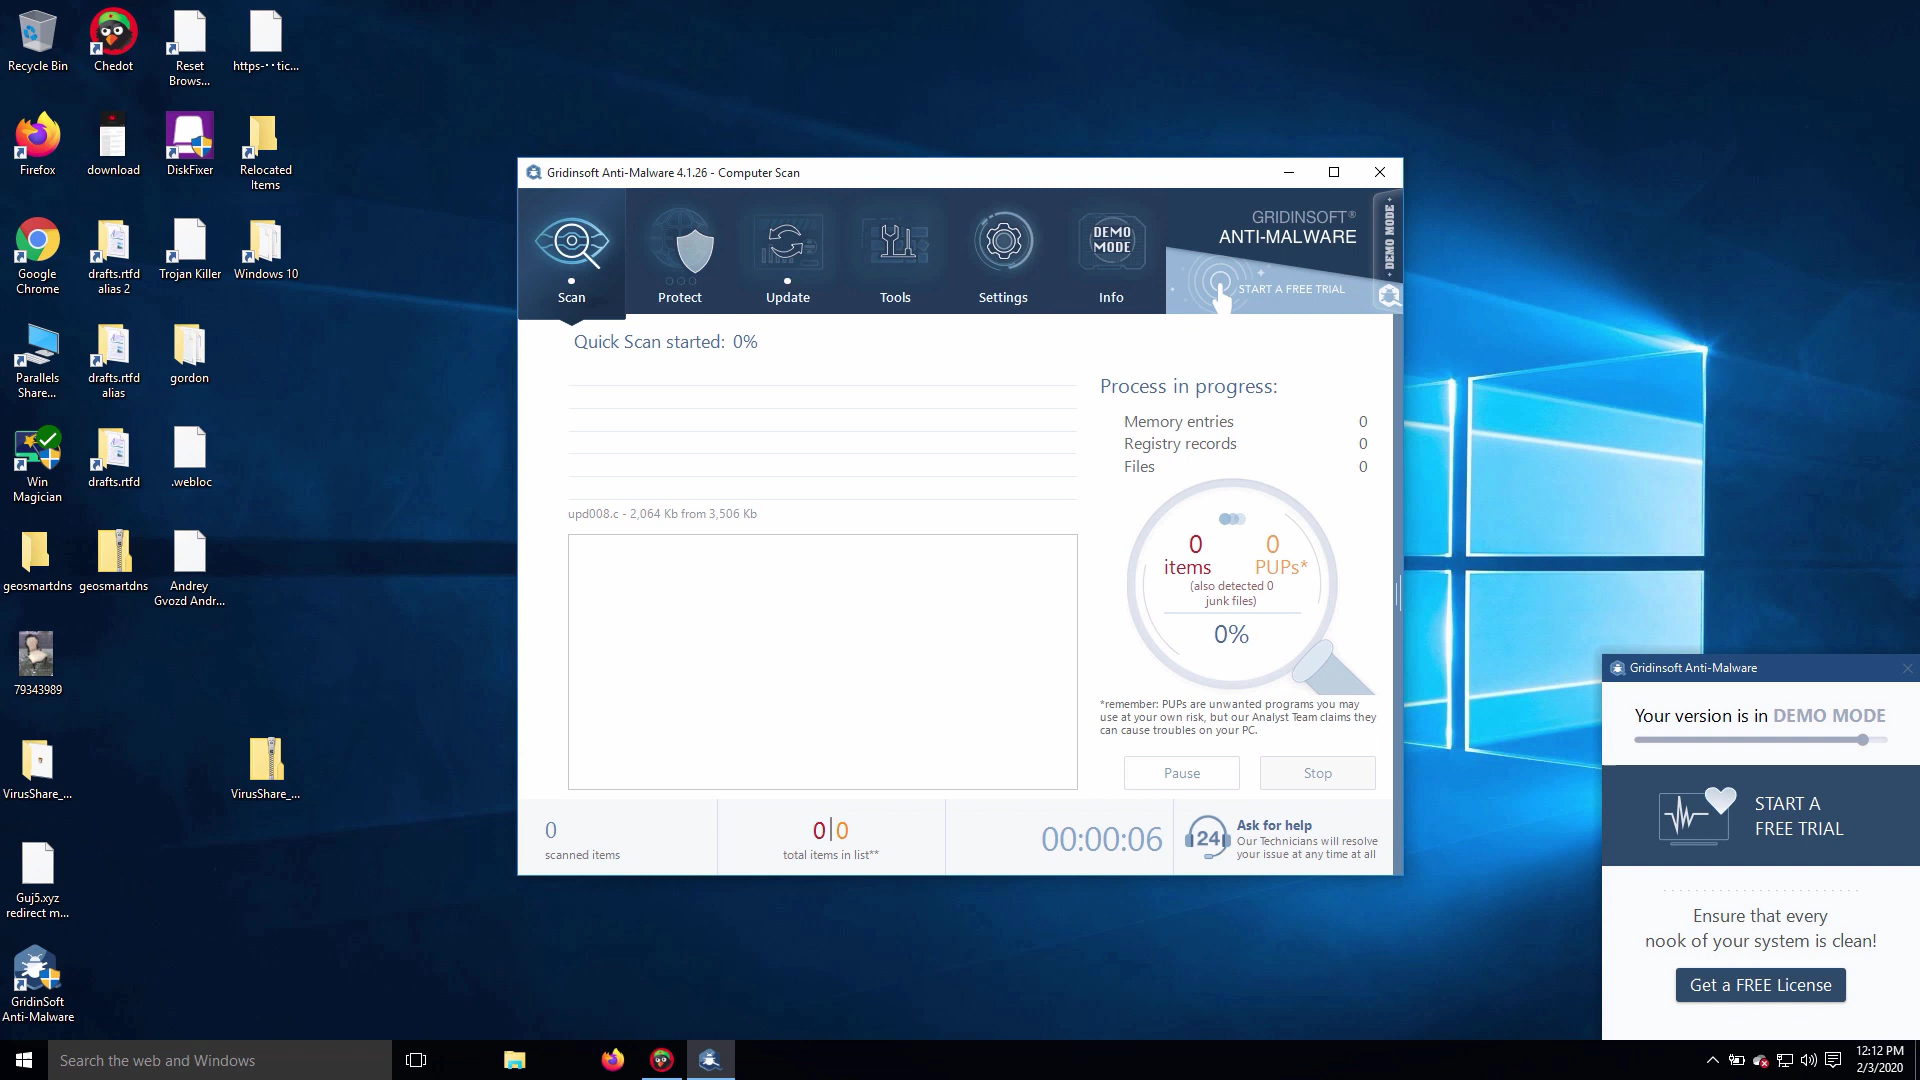 Recycle Bin
Chedot
Reset
Brows...
https-··tic...
Firefox
download
DiskFixer
Relocated
Items
Google
Chrome
drafts.rtfd
alias 2
Trojan Killer
Windows 10
Parallels
Share...
drafts.rtfd
alias
gordon
Win
Magician
drafts.rtfd
.webloc
geosmartdns
geosmartdns
Andrey
Gvozd Andr...
79343989
VirusShare_...
VirusShare_...
Guj5.xyz
redirect m...
GridinSoft
Anti-Malware
Gridinsoft Anti-Malware 4.1.26 - Computer Scan
Scan
Protect
Update
Tools
Settings
DEMO
MODE
Info
GRIDINSOFT®
ANTI-MALWARE
START A FREE TRIAL
DEMO MODE
Quick Scan started: 0%
upd008.c - 2,064 Kb from 3,506 Kb
Process in progress:
Memory entries 0
Registry records 0
Files 0
0 0
items PUPs*
(also detected 0
junk files)
0%
*remember: PUPs are unwanted programs you may
use at your own risk, but our Analyst Team claims they
can cause troubles on your PC.
Pause
Stop
0
scanned items
0|0
total items in list**
00:00:06
24
Ask for help
Our Technicians will resolve
your issue at any time at all
Gridinsoft Anti-Malware
Your version is in DEMO MODE
START A
FREE TRIAL
Ensure that every
nook of your system is clean!
Get a FREE License
Search the web and Windows
12:12 PM
2/3/2020